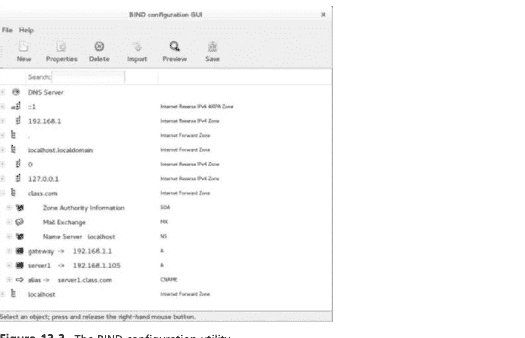 BIND configuration GUI ×
File Help
New Properties Delete Import Preview Save
Search:
DNS Server
::1 Internet Reverse IPv6 ARPA Zone
192.168.1 Internet Reverse IPv4 Zone
. Internet Forward Zone
localhost.localdomain Internet Forward Zone
0 Internet Reverse IPv4 Zone
127.0.0.1 Internet Reverse IPv4 Zone
class.com Internet Forward Zone
Zone Authority Information SOA
Mail Exchange MX
Name Server localhost NS
gateway -> 192.168.1.1 A
server1 -> 192.168.1.105 A
alias -> server1.class.com CNAME
localhost Internet Forward Zone
Select an object; press and release the right-hand mouse button.
The BIND configuration utility